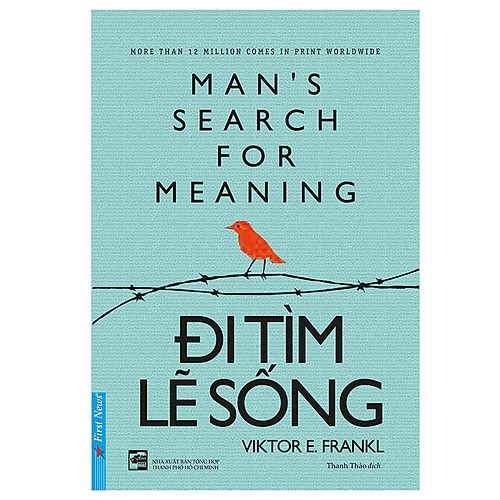 MORE THAN 12 MILLION COMES IN PRINT WORLDWIDE
MAN'S
SEARCH
FOR
MEANING
ĐI TÌM
LẼ SỐNG
VIKTOR E. FRANKL
Thanh Thảo dịch
First News
NHÀ XUẤT BẢN TỔNG HỢP
THÀNH PHỐ HỒ CHÍ MINH